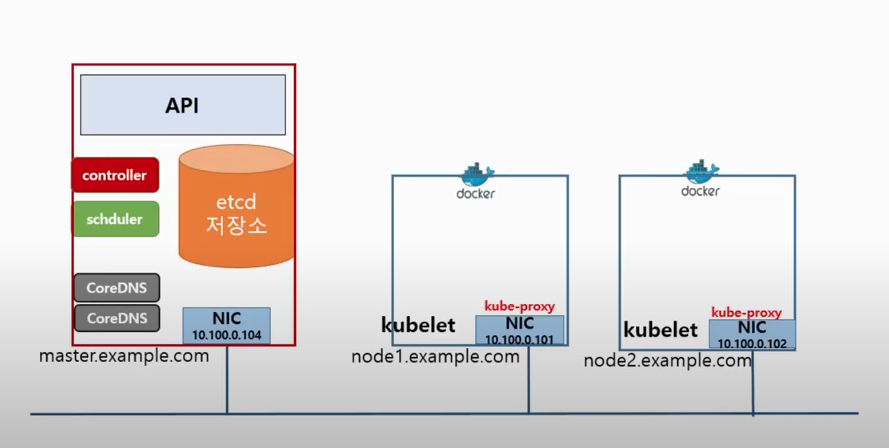 API
controller
schduler
etcd
저장소
CoreDNS
CoreDNS
NIC
10.100.0.104
master.example.com
docker
kube-proxy
kubelet
NIC
10.100.0.101
node1.example.com
docker
kube-proxy
kubelet
NIC
10.100.0.102
node2.example.com